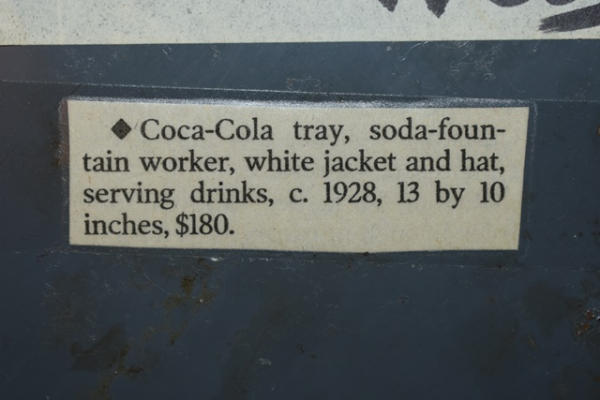 ◆ Coca-Cola tray, soda-foun-
tain worker, white jacket and hat,
serving drinks, c. 1928, 13 by 10
inches, $180.